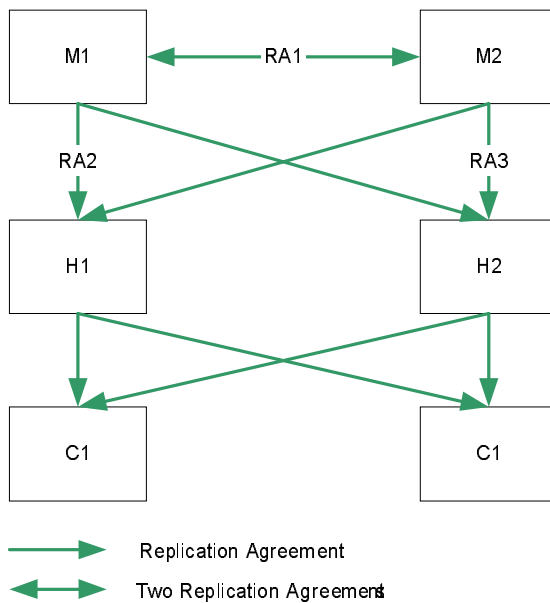 M1
RA1
M2
RA2
RA3
H1
H2
C1
C1
Replication Agreement
Two Replication Agreements